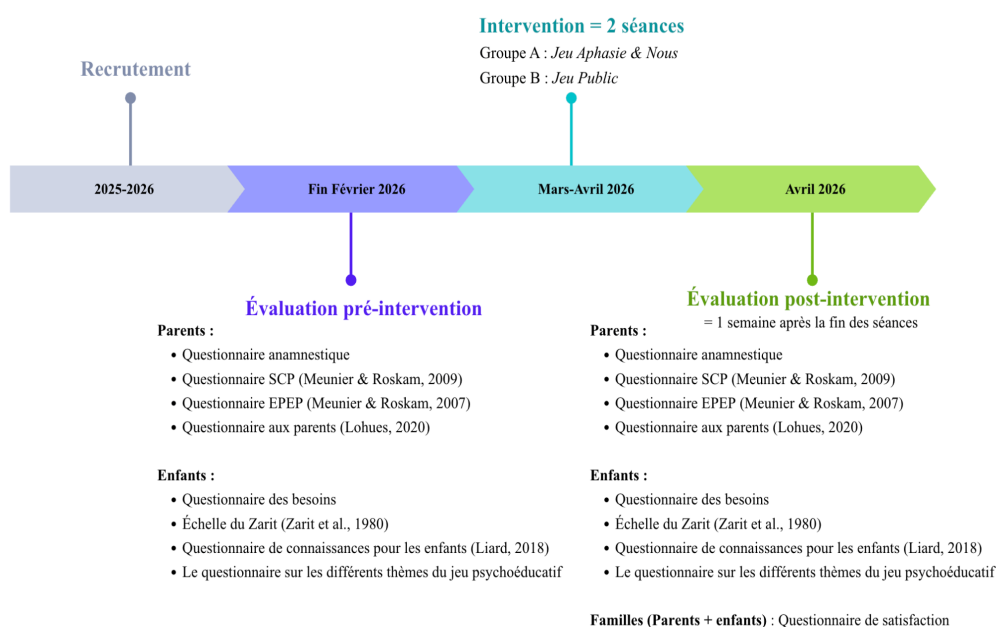 Intervention = 2 séances
Groupe A : Jeu Aphasie & Nous
Groupe B : Jeu Public
Recrutement
2025-2026
Fin Février 2026
Mars-Avril 2026
Avril 2026
Évaluation pré-intervention
Parents :
• Questionnaire anamnestique
• Questionnaire SCP (Meunier & Roskam, 2009)
• Questionnaire EPEP (Meunier & Roskam, 2007)
• Questionnaire aux parents (Lohues, 2020)
Enfants :
• Questionnaire des besoins
• Échelle du Zarit (Zarit et al., 1980)
• Questionnaire de connaissances pour les enfants (Liard, 2018)
• Le questionnaire sur les différents thèmes du jeu psychoéducatif
Évaluation post-intervention
= 1 semaine après la fin des séances
Parents :
• Questionnaire anamnestique
• Questionnaire SCP (Meunier & Roskam, 2009)
• Questionnaire EPEP (Meunier & Roskam, 2007)
• Questionnaire aux parents (Lohues, 2020)
Enfants :
• Questionnaire des besoins
• Échelle du Zarit (Zarit et al., 1980)
• Questionnaire de connaissances pour les enfants (Liard, 2018)
• Le questionnaire sur les différents thèmes du jeu psychoéducatif
Familles (Parents + enfants) : Questionnaire de satisfaction